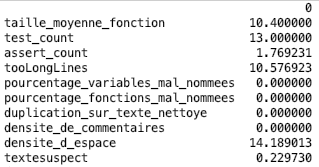 0
taille_moyenne_fonction 10.400000
test_count 13.000000
assert_count 1.769231
tooLongLines 10.576923
pourcentage_variables_mal_nommees 0.000000
pourcentage_fonctions_mal_nommees 0.000000
duplication_sur_texte_nettoye 0.000000
densite_de_commentaires 0.000000
densite_d_espace 14.189013
textesuspect 0.229730